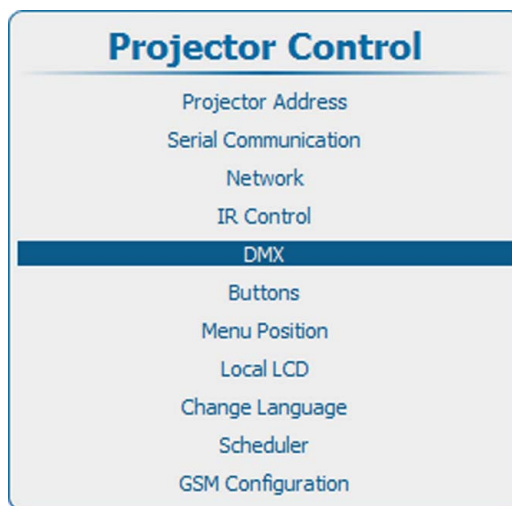 Projector Control
Projector Address
Serial Communication
Network
IR Control
DMX
Buttons
Menu Position
Local LCD
Change Language
Scheduler
GSM Configuration